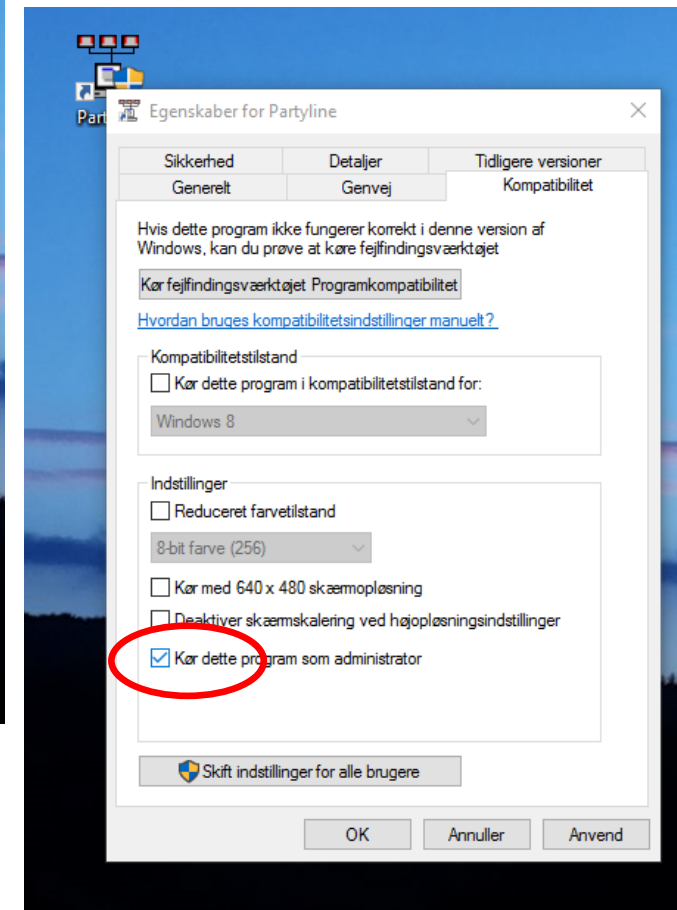 Part
Egenskaber for Partyline
Sikkerhed Detaljer Tidligere versioner
Generelt Genvej Kompatibilitet
Hvis dette program ikke fungerer korrekt i denne version af
Windows, kan du prøve at køre fejlfindingsværktøjet
Kør fejlfindingsværktøjet Programkompatibilitet
Hvordan bruges kompatibilitetsindstillinger manuelt?
Kompatibilitetstilstand
Kør dette program i kompatibilitetstilstand for:
Windows 8
Indstillinger
Reduceret farvetilstand
8-bit farve (256)
Kør med 640 x 480 skærmopløsning
Deaktiver skærmskalering ved højopløsningsindstillinger
Kør dette program som administrator
Skift indstillinger for alle brugere
OK Annuller Anvend